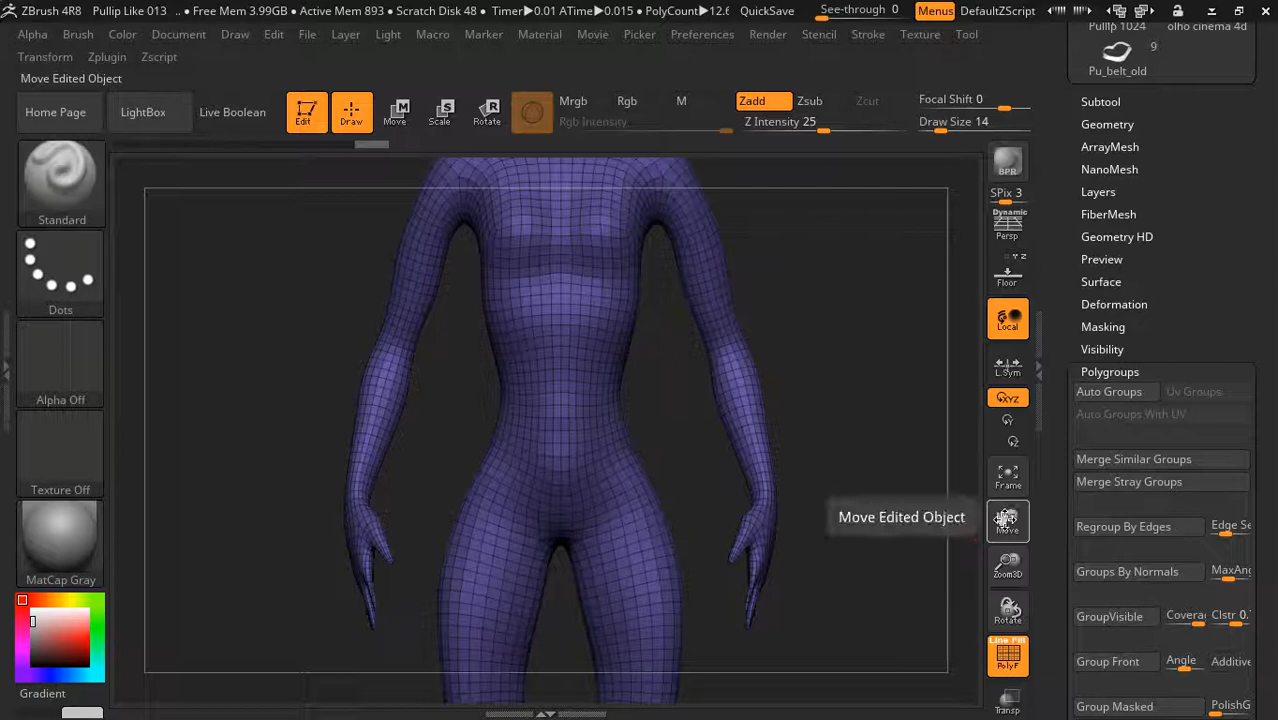 ZBrush 4R8 Pullip Like 013 • Free Mem 3.99GB • Active Mem 893 • Scratch Disk 48 • Timer▶0.01 ATime▶0.015 • PolyCount▶12.6 QuickSave See-through 0 Menus DefaultZScript
Alpha Brush Color Document Draw Edit File Layer Light Macro Marker Material Movie Picker Preferences Render Stencil Stroke Texture Tool
Transform Zplugin Zscript
Move Edited Object
Home Page LightBox Live Boolean Edit Draw Move Scale Rotate
Mrgb Rgb M Zadd Zsub Zcut Focal Shift 0
Rgb Intensity Z Intensity 25 Draw Size 14
Standard
Dots
Alpha Off
Texture Off
MatCap Gray
Gradient
Move Edited Object
BPR
SPix 3
Dynamic
Persp
Floor
Local
L.Sym
XYZ
Y
Z
Frame
Move
Zoom3D
Rotate
Line Fill
PolyF
Transp
Pullip 1024 olho cinema 4d
9
Pu_belt_old
Subtool
Geometry
ArrayMesh
NanoMesh
Layers
FiberMesh
Geometry HD
Preview
Surface
Deformation
Masking
Visibility
Polygroups
Auto Groups Uv Groups
Auto Groups With UV
Merge Similar Groups
Merge Stray Groups
Regroup By Edges Edge Se
Groups By Normals MaxAng
GroupVisible Coverag Clstr 0.
Group Front Angle Additive
Group Masked PolishG